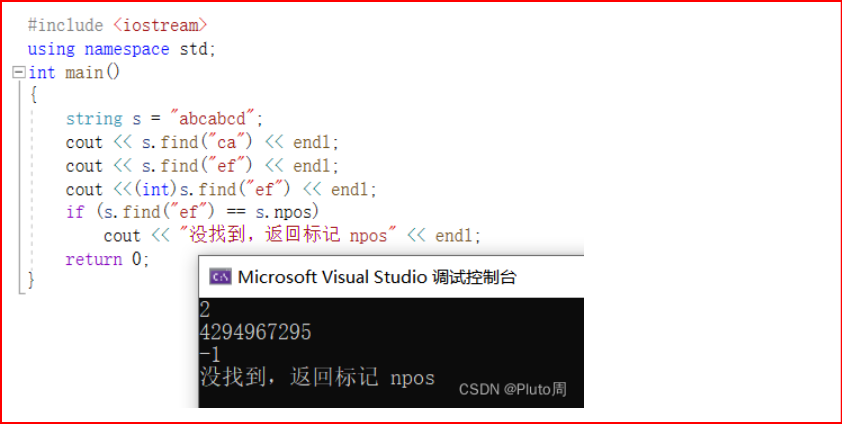 #include <iostream>
using namespace std;
int main()
{
string s = "abcabcd";
cout << s.find("ca") << endl;
cout << s.find("ef") << endl;
cout <<(int)s.find("ef") << endl;
if (s.find("ef") == s.npos)
cout << "没找到，返回标记 npos" << endl;
return 0;
}
C:\ Microsoft Visual Studio 调试控制台
2
4294967295
-1
没找到，返回标记 npos
CSDN @Pluto周